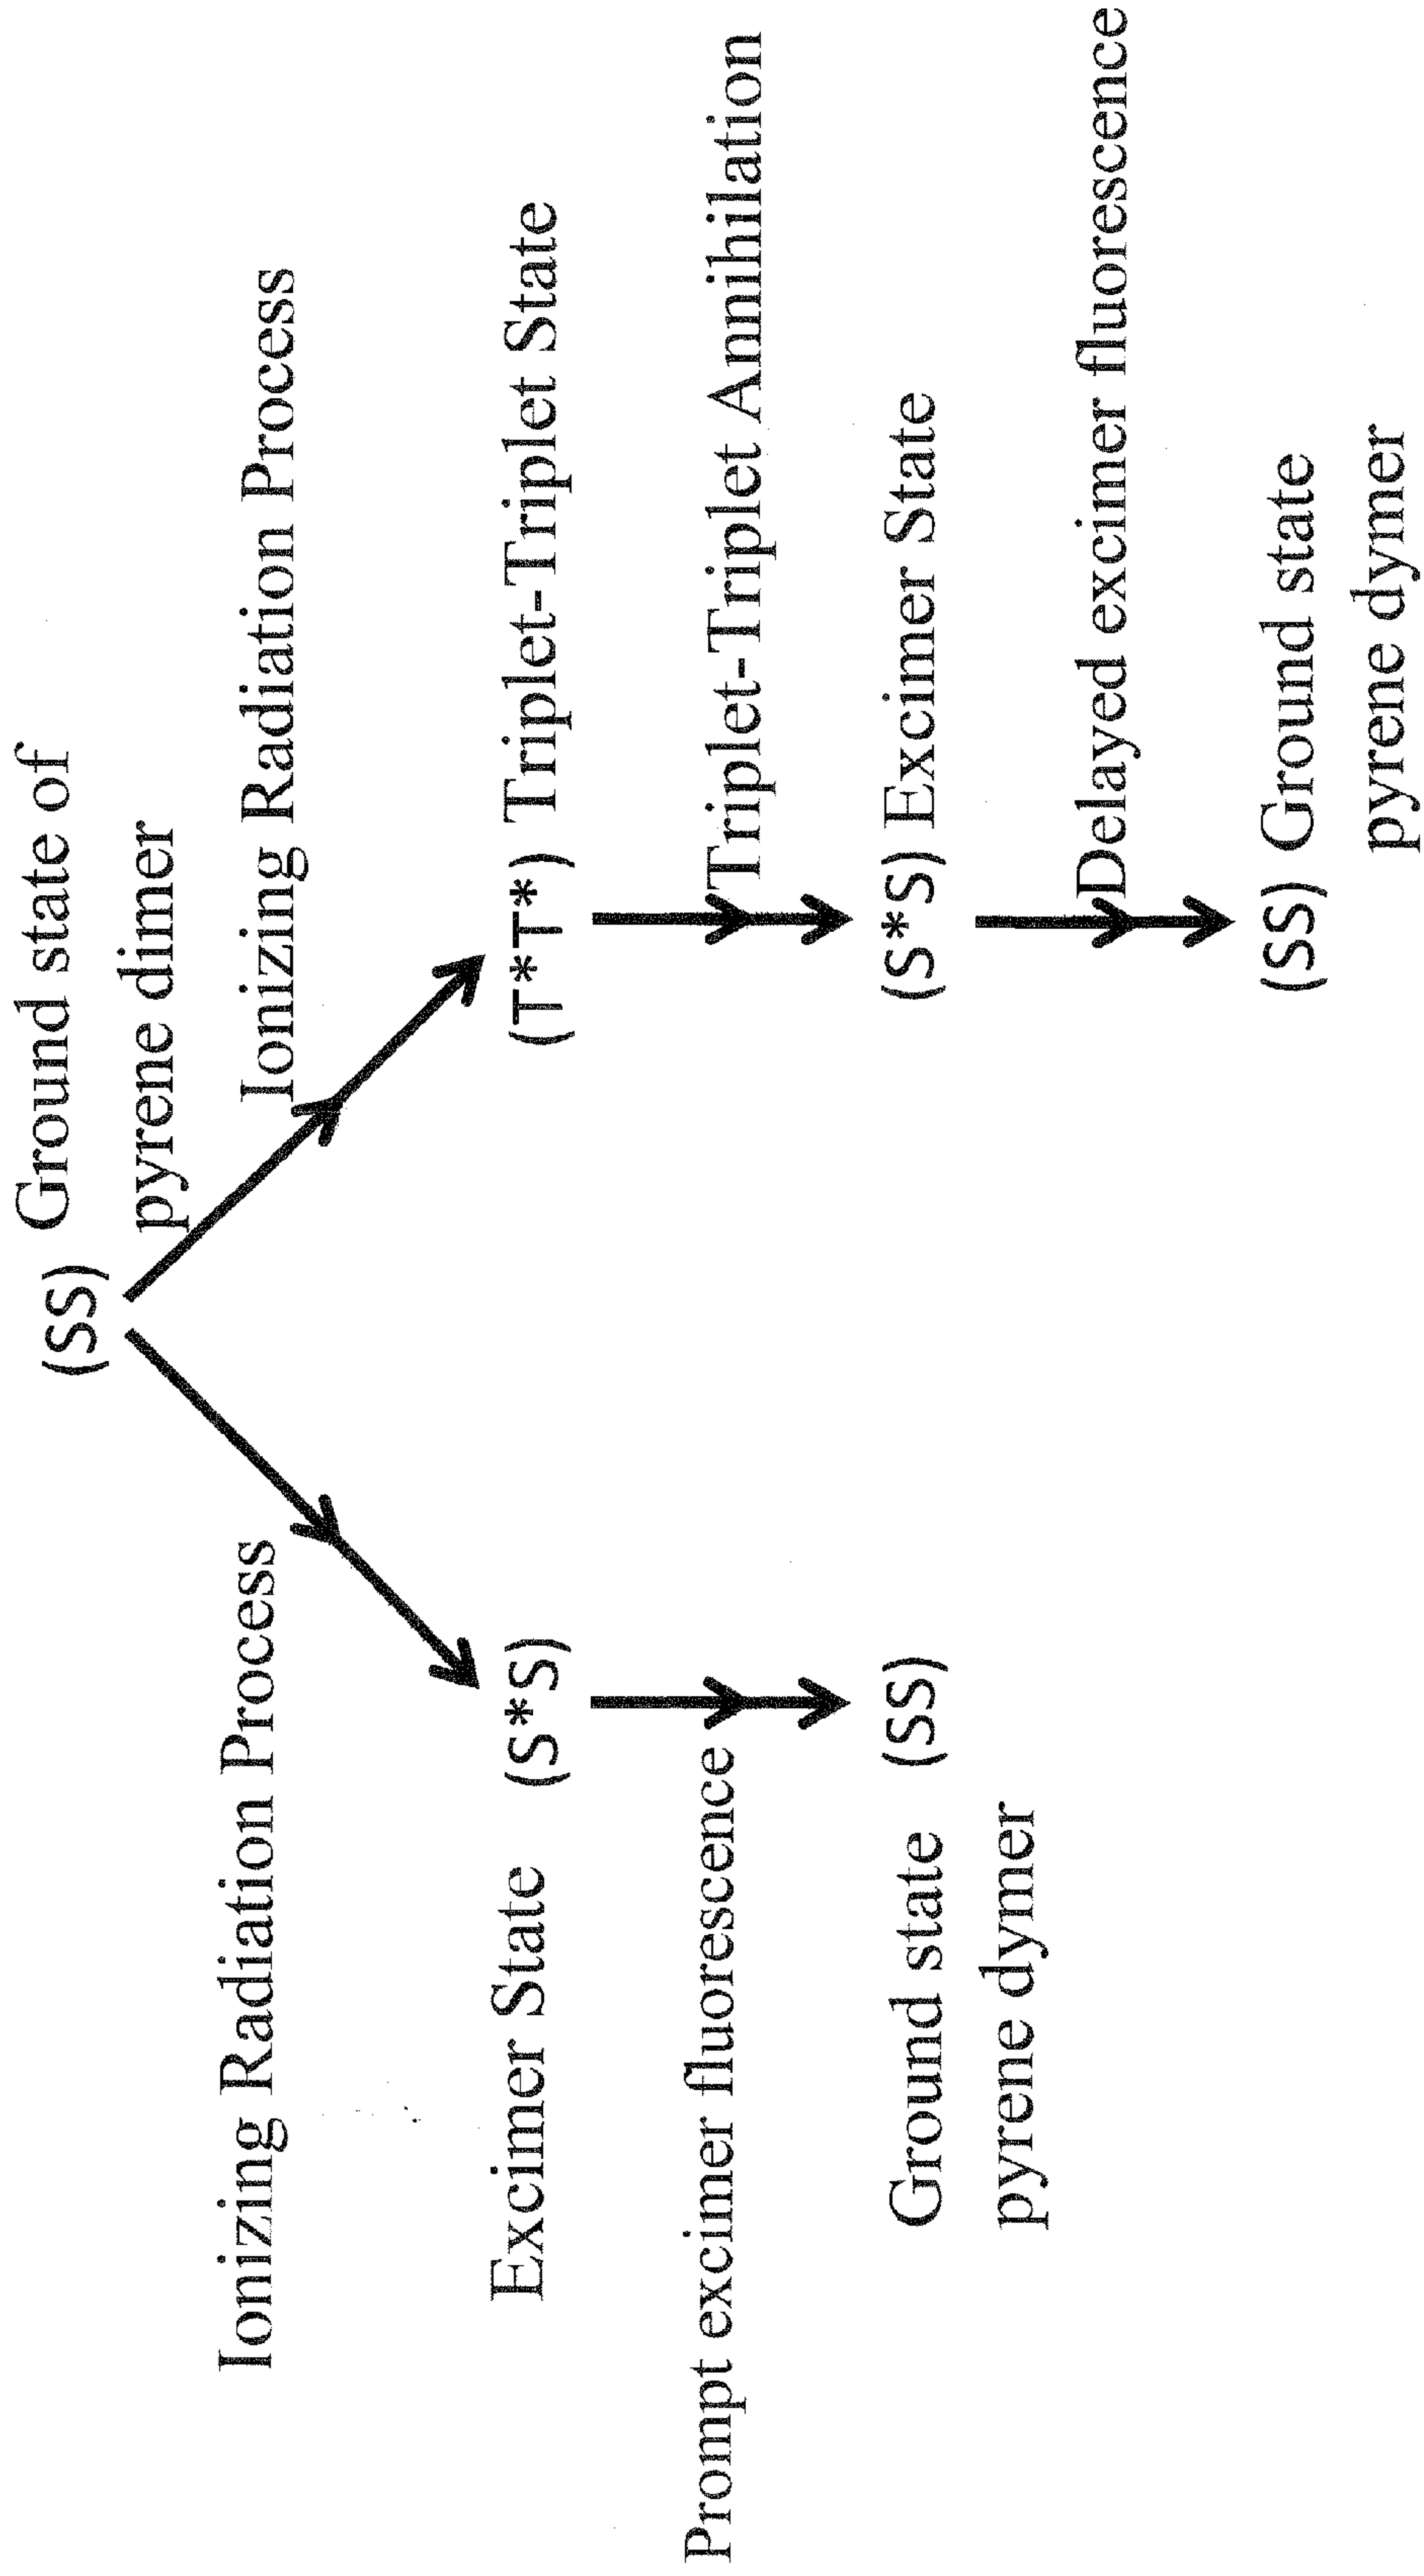 (SS) Ground state of
pyrene dimer
Ionizing Radiation Process
Ionizing Radiation Process
Excimer State (S*S)
(T*T*) Triplet-Triplet State
Prompt excimer fluorescence
Triplet-Triplet Annihilation
Ground state (SS)
pyrene dymer
(S*S) Excimer State
Delayed excimer fluorescence
(SS) Ground state
pyrene dymer